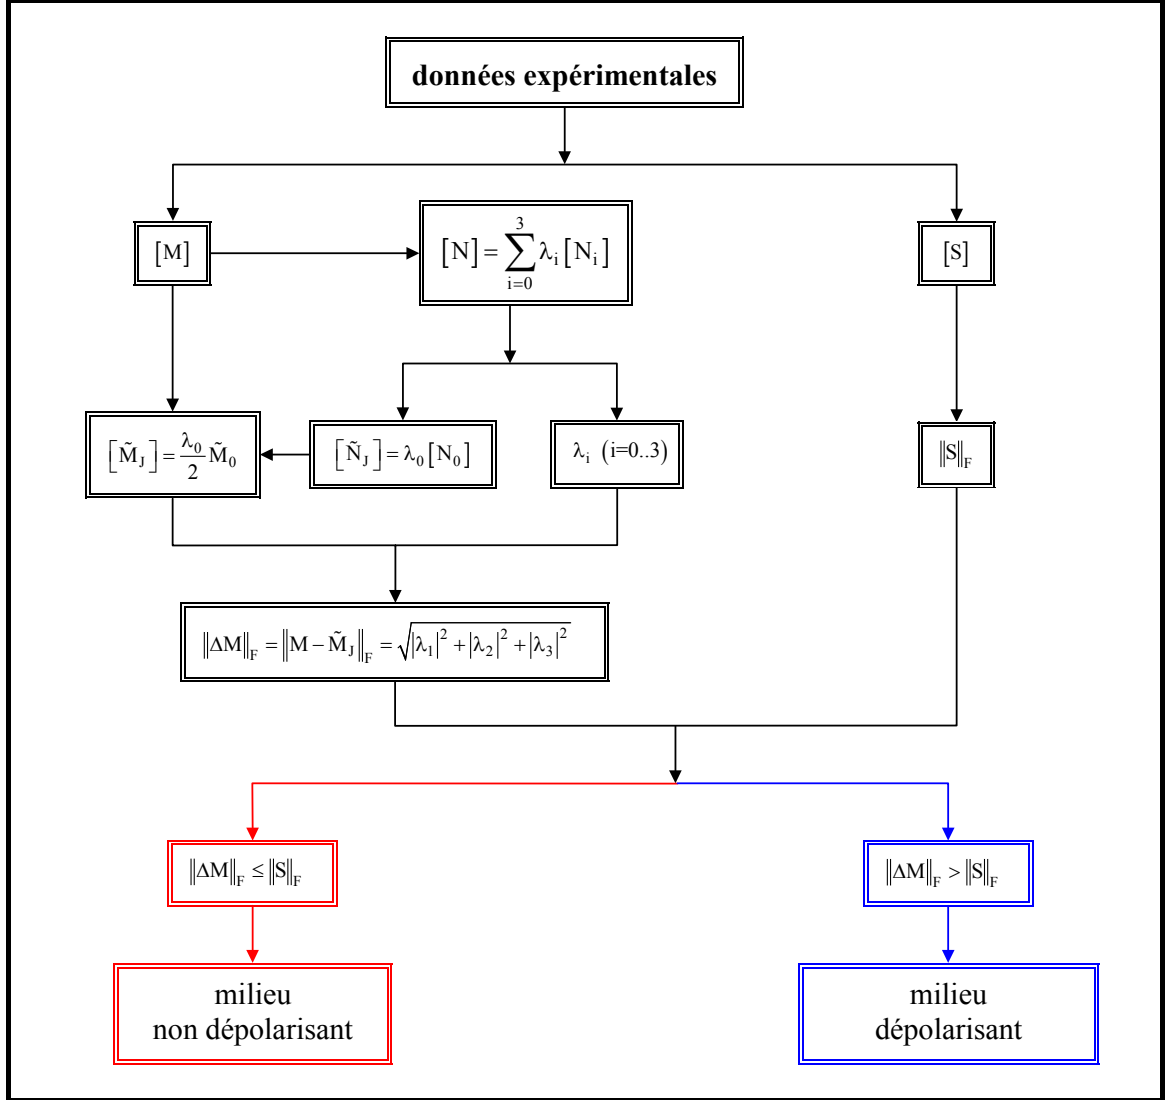 données expérimentales
[M]
[N] = ∑_{i=0}^{3} λ_i [N_i]
[S]
[M̃_J] = λ_0/2 M̃_0
[Ñ_J] = λ_0 [N_0]
λ_i (i=0..3)
‖S‖_F
‖ΔM‖_F = ‖M − M̃_J‖_F = √(|λ_1|² + |λ_2|² + |λ_3|²)
‖ΔM‖_F ≤ ‖S‖_F
‖ΔM‖_F > ‖S‖_F
milieu
non dépolarisant
milieu
dépolarisant